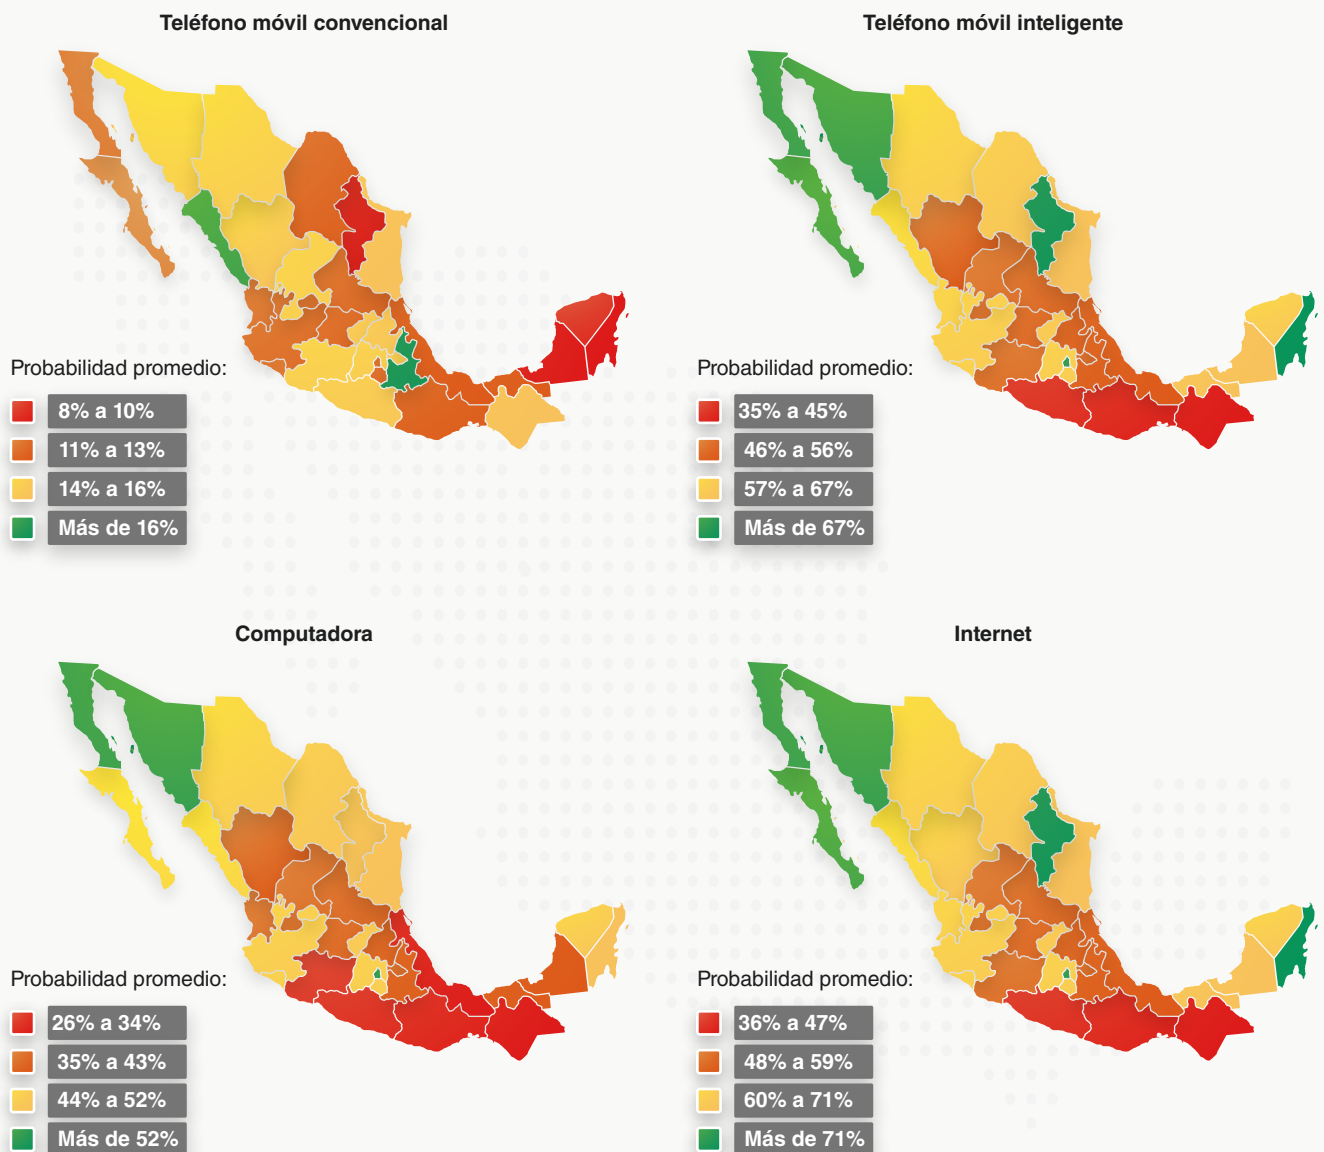 Teléfono móvil convencional
Probabilidad promedio:
8% a 10%
11% a 13%
14% a 16%
Más de 16%
Teléfono móvil inteligente
Probabilidad promedio:
35% a 45%
46% a 56%
57% a 67%
Más de 67%
Computadora
Probabilidad promedio:
26% a 34%
35% a 43%
44% a 52%
Más de 52%
Internet
Probabilidad promedio:
36% a 47%
48% a 59%
60% a 71%
Más de 71%